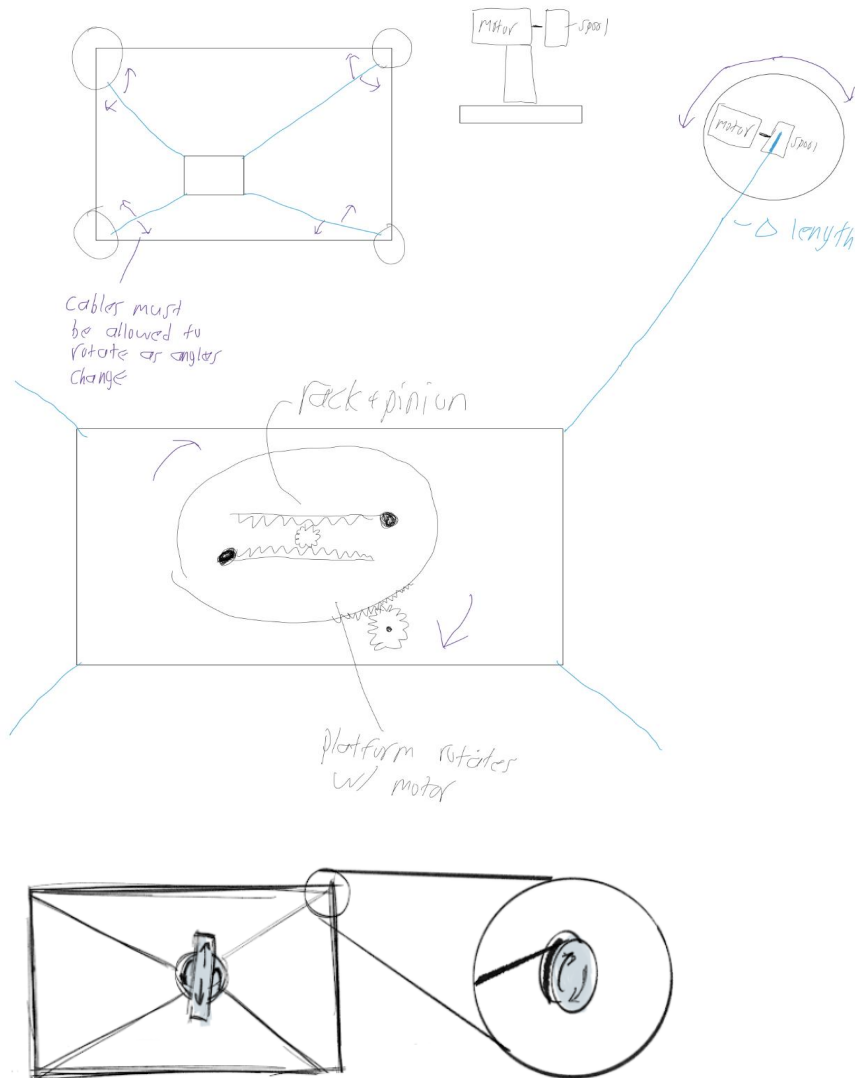 Motor
spool
Motor
spool
~ Δ length
Cables must
be allowed to
rotate as angles
change
rack + pinion
platform rotates
w/ motor